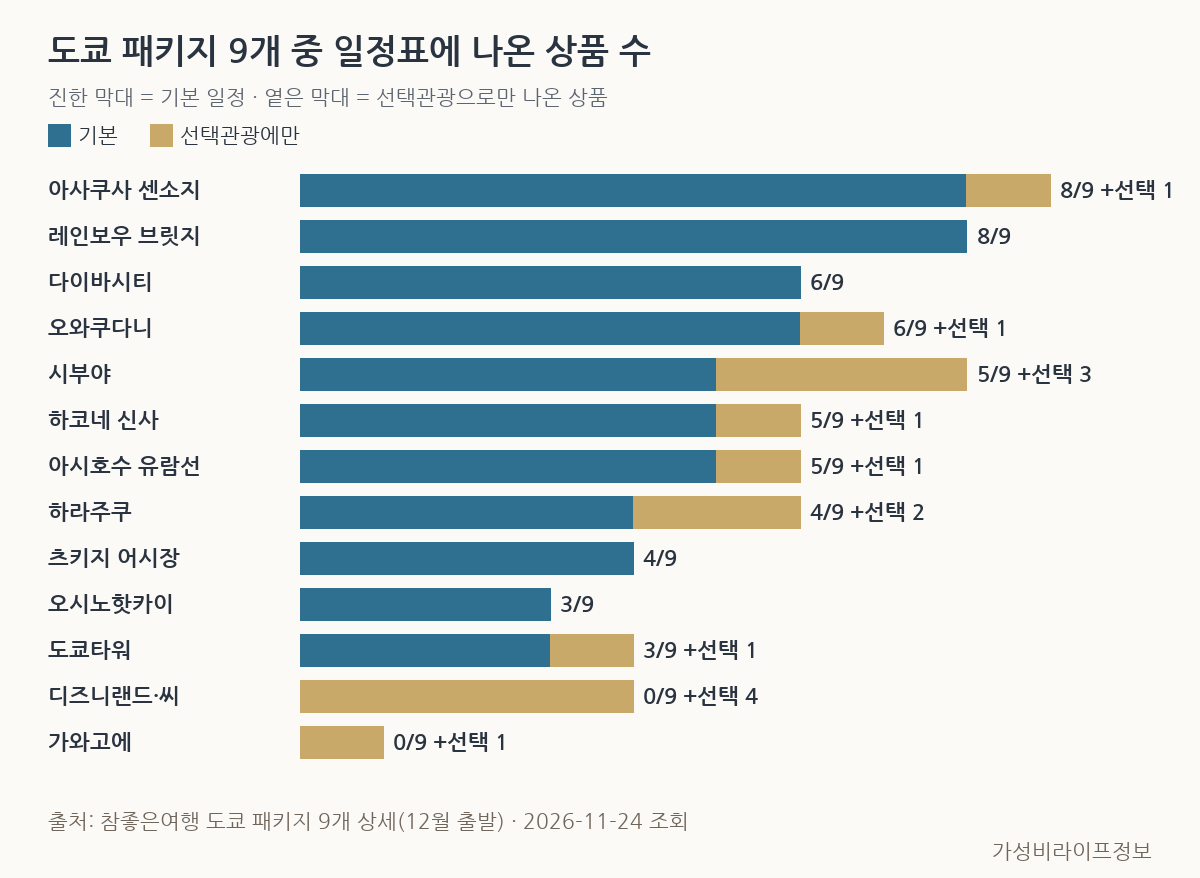 도쿄 패키지 9개 중 일정표에 나온 상품 수
진한 막대 = 기본 일정 · 옅은 막대 = 선택관광으로만 나온 상품
기본 선택관광에만
아사쿠사 센소지 8/9 +선택 1
레인보우 브릿지 8/9
다이바시티 6/9
오와쿠다니 6/9 +선택 1
시부야 5/9 +선택 3
하코네 신사 5/9 +선택 1
아시호수 유람선 5/9 +선택 1
하라주쿠 4/9 +선택 2
츠키지 어시장 4/9
오시노핫카이 3/9
도쿄타워 3/9 +선택 1
디즈니랜드·씨 0/9 +선택 4
가와고에 0/9 +선택 1
출처: 참좋은여행 도쿄 패키지 9개 상세(12월 출발) · 2026-11-24 조회
가성비라이프정보